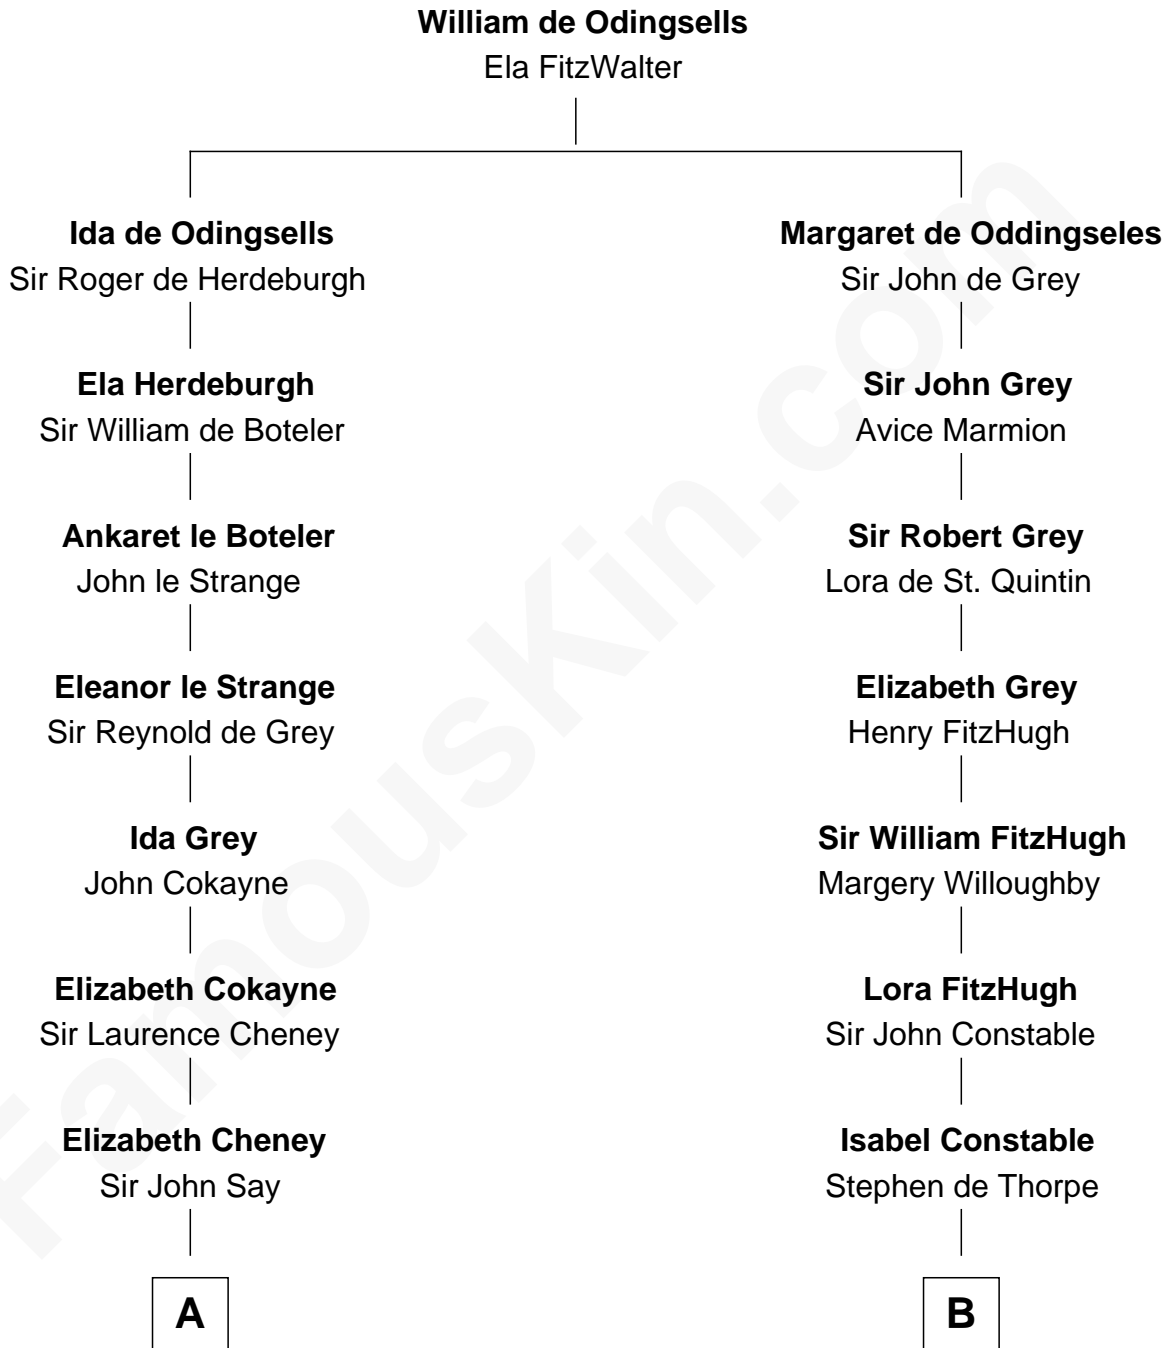 William de Odingsells
Ela FitzWalter
Ida de Odingsells
Sir Roger de Herdeburgh
Ela Herdeburgh
Sir William de Boteler
Ankaret le Boteler
John le Strange
Eleanor le Strange
Sir Reynold de Grey
Ida Grey
John Cokayne
Elizabeth Cokayne
Sir Laurence Cheney
Elizabeth Cheney
Sir John Say
A
Margaret de Oddingseles
Sir John de Grey
Sir John Grey
Avice Marmion
Sir Robert Grey
Lora de St. Quintin
Elizabeth Grey
Henry FitzHugh
Sir William FitzHugh
Margery Willoughby
Lora FitzHugh
Sir John Constable
Isabel Constable
Stephen de Thorpe
B
FamousKin.com